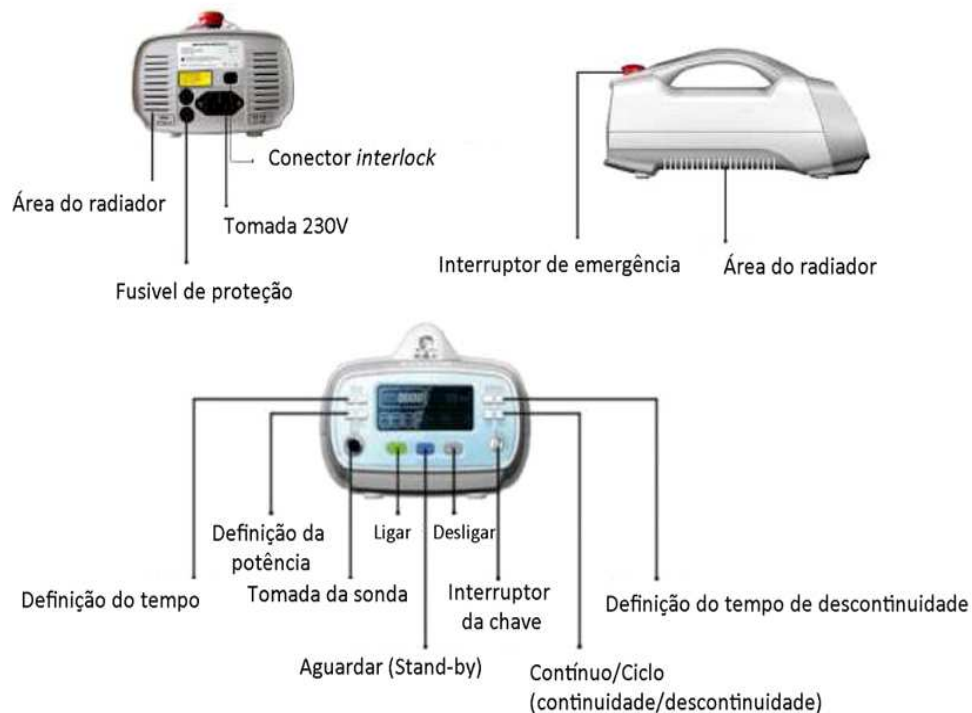 Conector interlock
Área do radiador
Tomada 230V
Fusivel de proteção
Interruptor de emergência
Área do radiador
Ligar
Desligar
Definição da
potência
Definição do tempo
Tomada da sonda
Interruptor
da chave
Definição do tempo de descontinuidade
Aguardar (Stand-by)
Contínuo/Ciclo
(continuidade/descontinuidade)